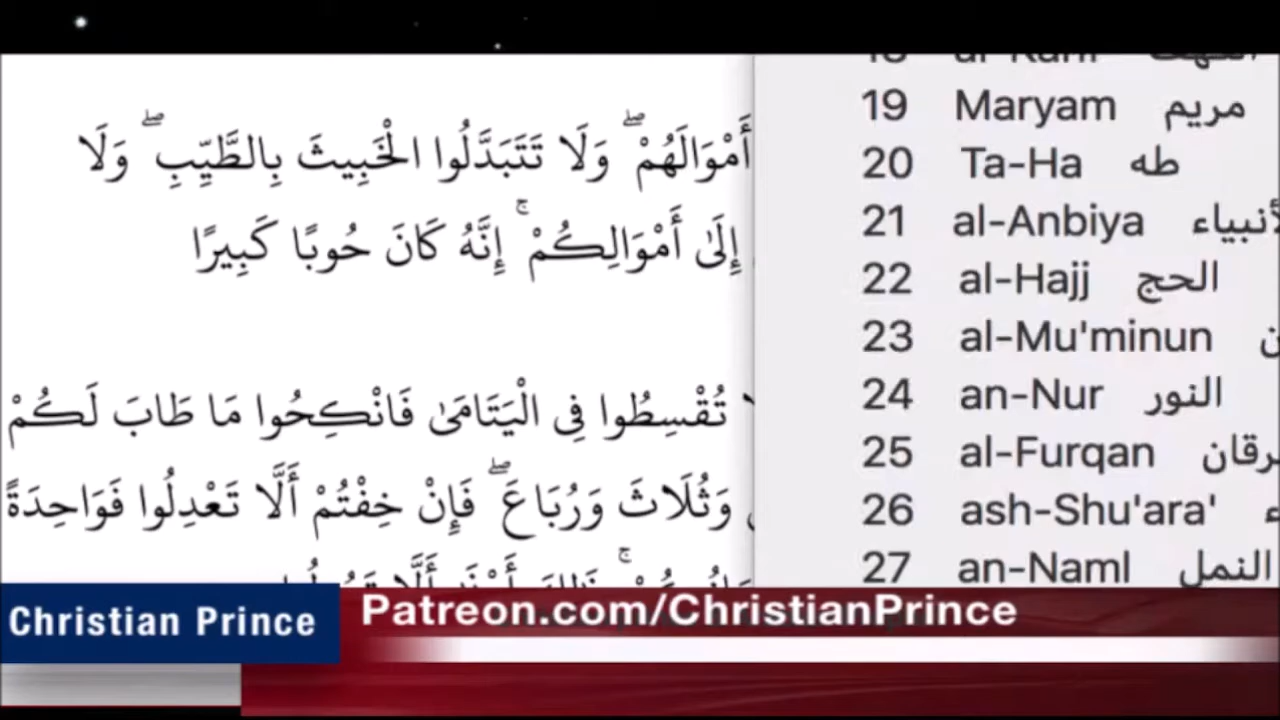 أَمْوَالَهُمْ ۖ وَلَا تَتَبَدَّلُوا الْخَبِيثَ بِالطَّيِّبِ ۖ وَلَا
إِلَىٰ أَمْوَالِكُمْ ۚ إِنَّهُ كَانَ حُوبًا كَبِيرًا
تُقْسِطُوا فِي الْيَتَامَىٰ فَانْكِحُوا مَا طَابَ لَكُمْ
وَثُلَاثَ وَرُبَاعَ ۖ فَإِنْ خِفْتُمْ أَلَّا تَعْدِلُوا فَوَاحِدَةً
19 Maryam مريم
20 Ta-Ha طه
21 al-Anbiya لأنبياء
22 al-Hajj الحج
23 al-Mu'minun
24 an-Nur النور
25 al-Furqan رقان
26 ash-Shu'ara'
27 an-Naml النمل
Christian Prince
Patreon.com/ChristianPrince